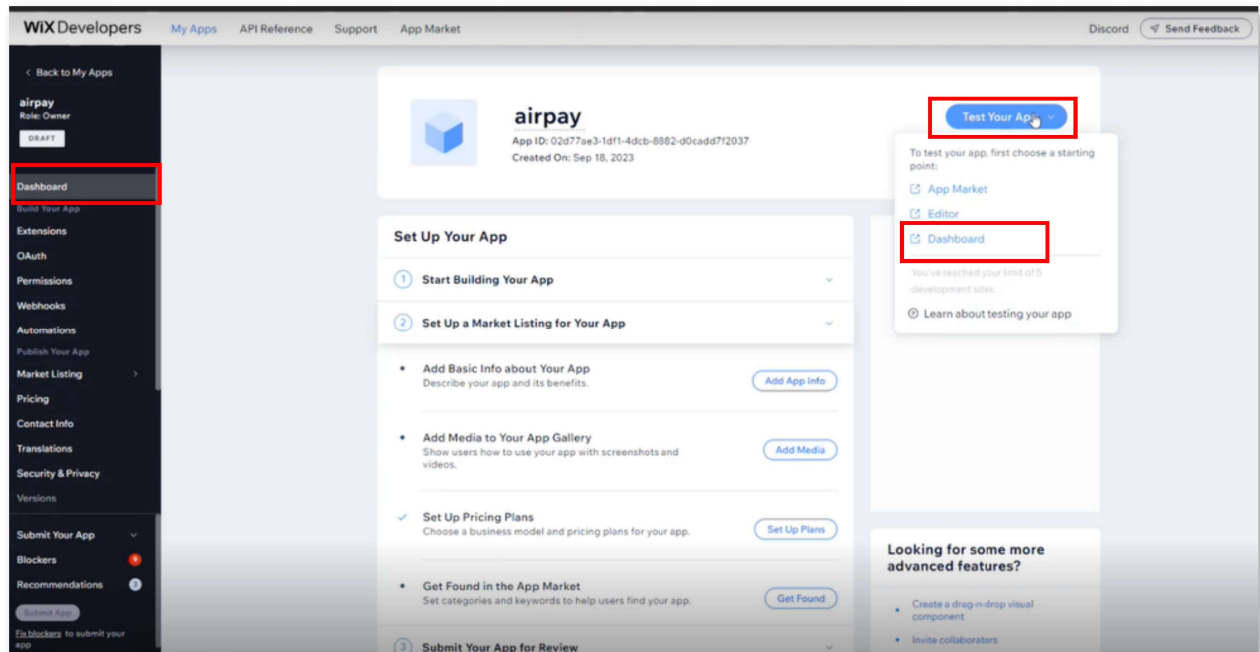 WiX Developers
My Apps
API Reference
Support
App Market
Discord
Send Feedback
< Back to My Apps
airpay
Role: Owner
DRAFT
Dashboard
Build Your App
Extensions
OAuth
Permissions
Webhooks
Automations
Publish Your App
Market Listing
Pricing
Contact Info
Translations
Security & Privacy
Versions
Submit Your App
Blockers
9
Recommendations
3
Submit App
Fix blockers to submit your
app
airpay
App ID: 02d77ae3-1df1-4dcb-8882-d0cadd7f2037
Created On: Sep 18, 2023
Test Your App
To test your app, first choose a starting
point:
App Market
Editor
Dashboard
You've reached your limit of 5
development sites.
Learn about testing your app
Set Up Your App
1 Start Building Your App
2 Set Up a Market Listing for Your App
Add Basic Info about Your App
Describe your app and its benefits.
Add App Info
Add Media to Your App Gallery
Show users how to use your app with screenshots and
videos.
Add Media
Set Up Pricing Plans
Choose a business model and pricing plans for your app.
Set Up Plans
Get Found in the App Market
Set categories and keywords to help users find your app.
Get Found
3 Submit Your App for Review
Looking for some more
advanced features?
Create a drag-n-drop visual
component
Invite collaborators